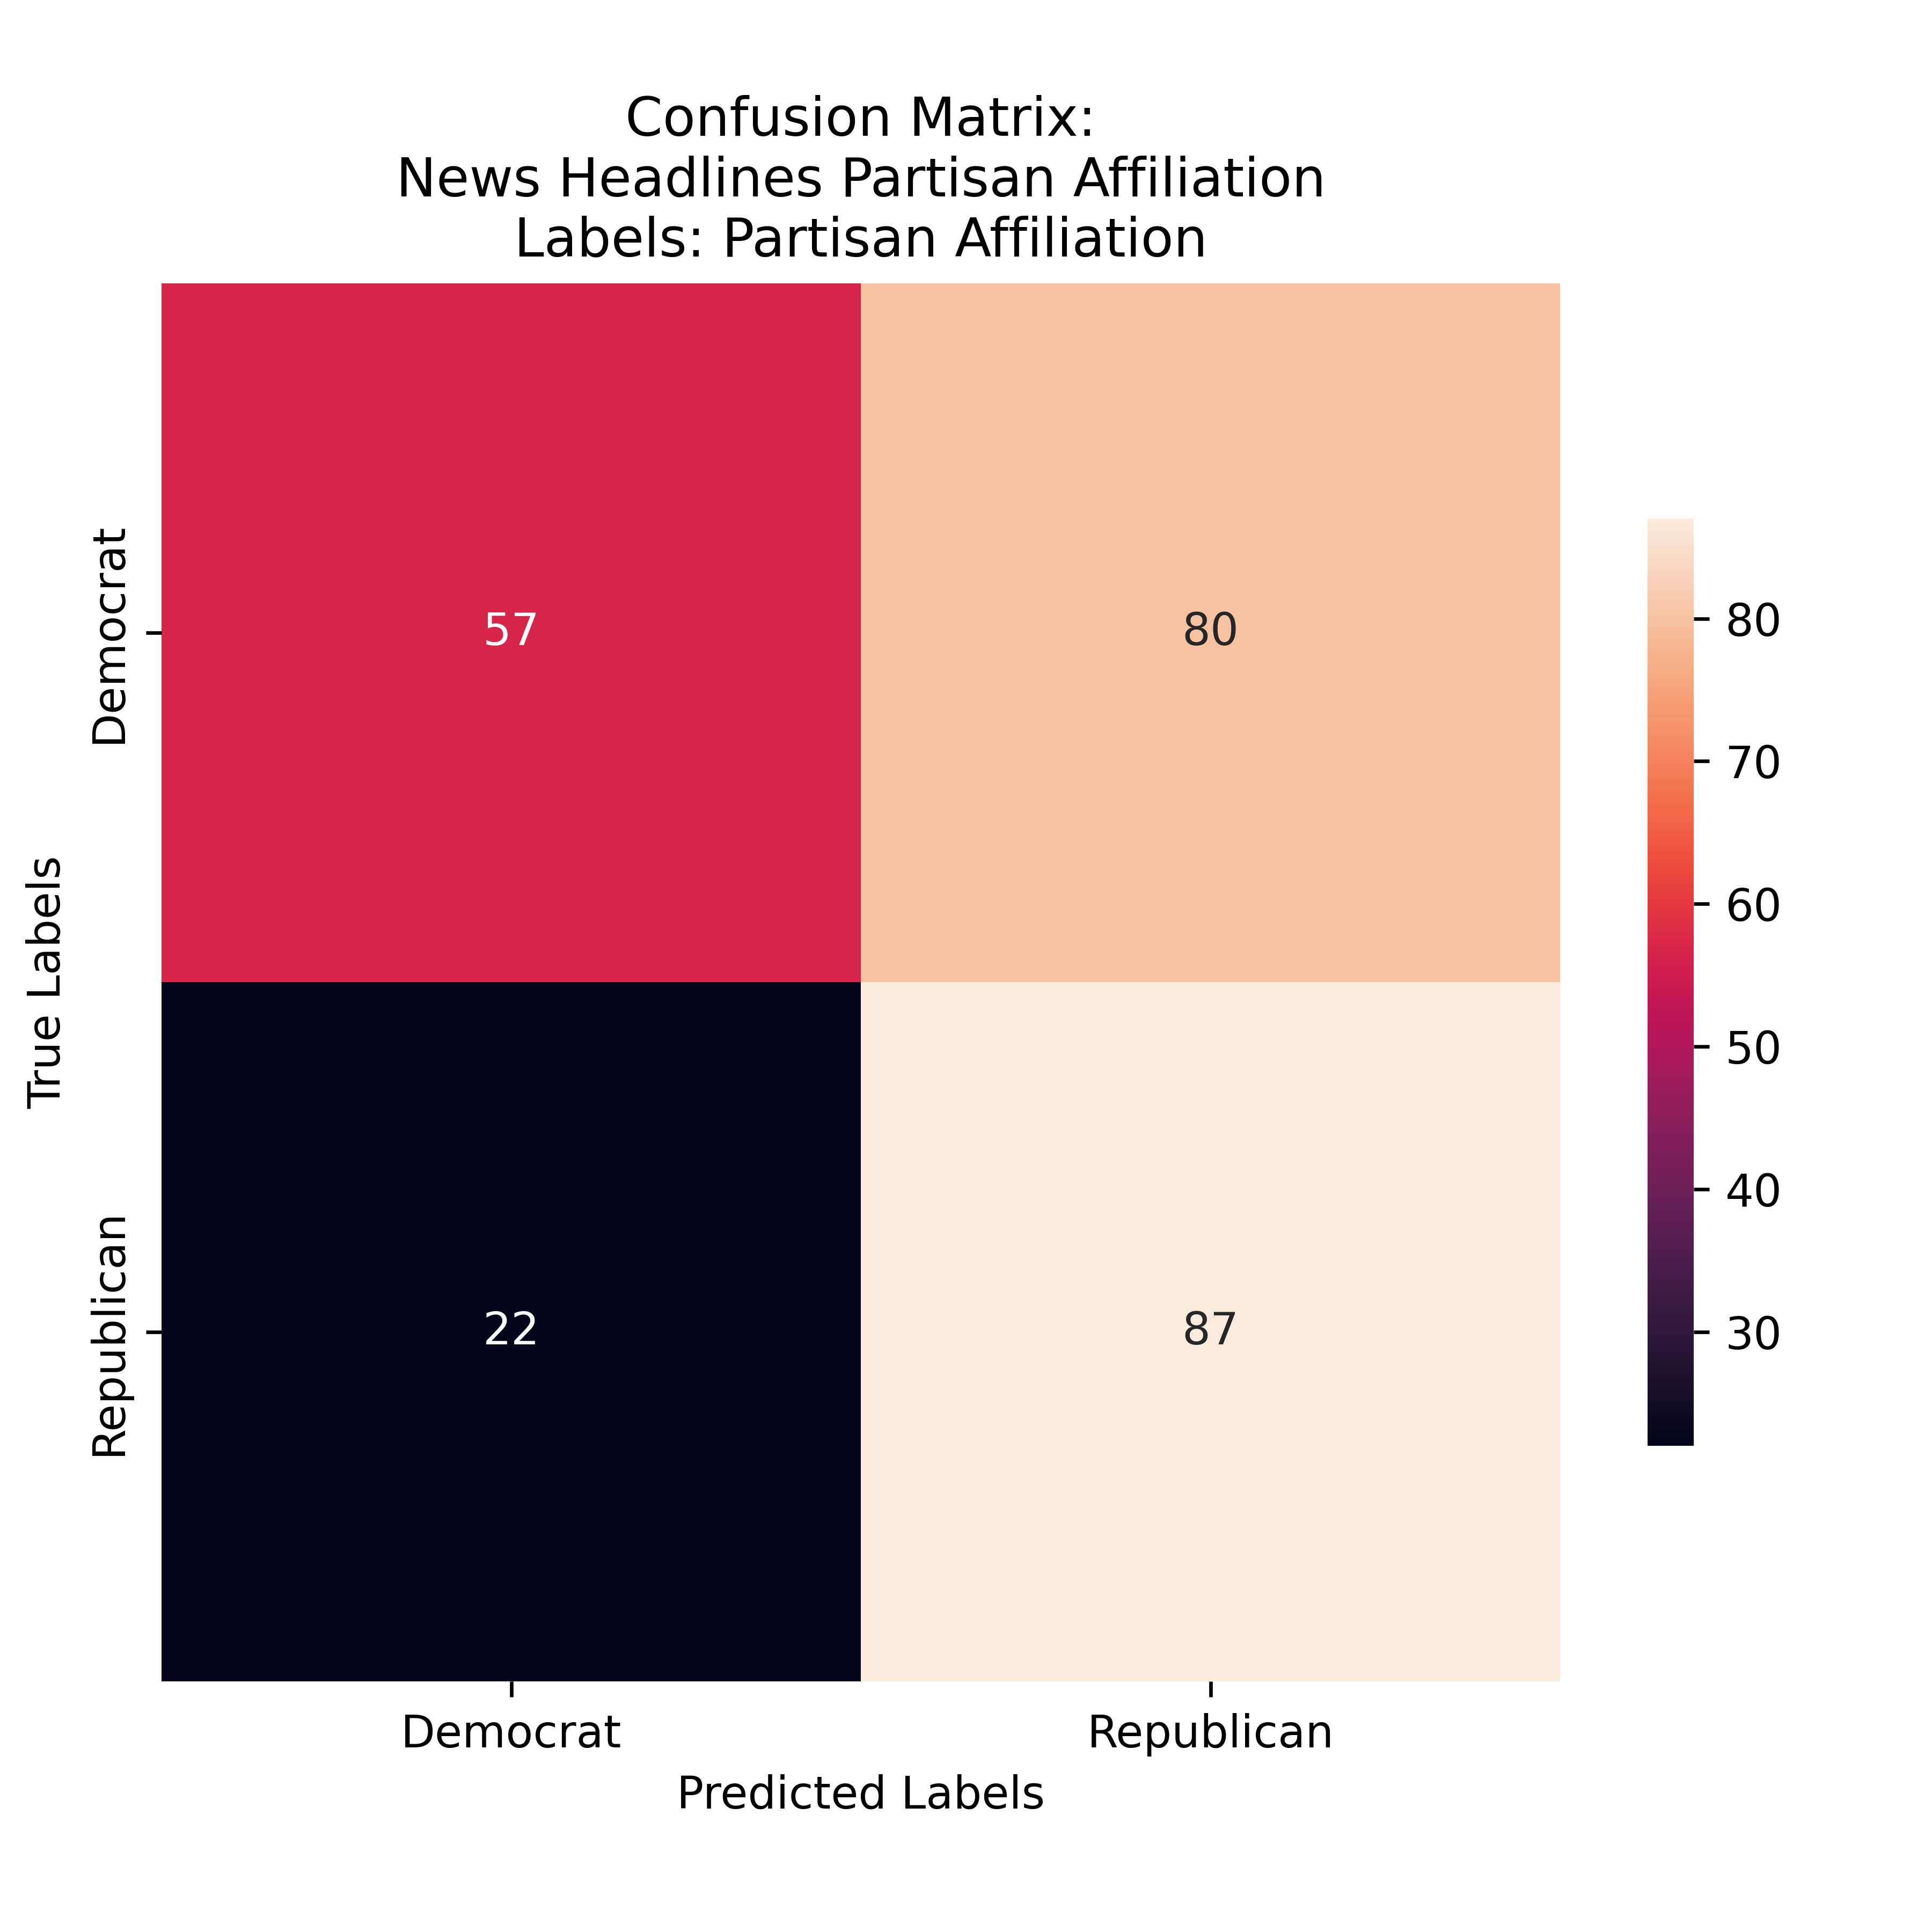 Confusion Matrix:
News Headlines Partisan Affiliation
Labels: Partisan Affiliation
True Labels
Democrat
Republican
57
80
22
87
Democrat
Republican
Predicted Labels
80
70
60
50
40
30